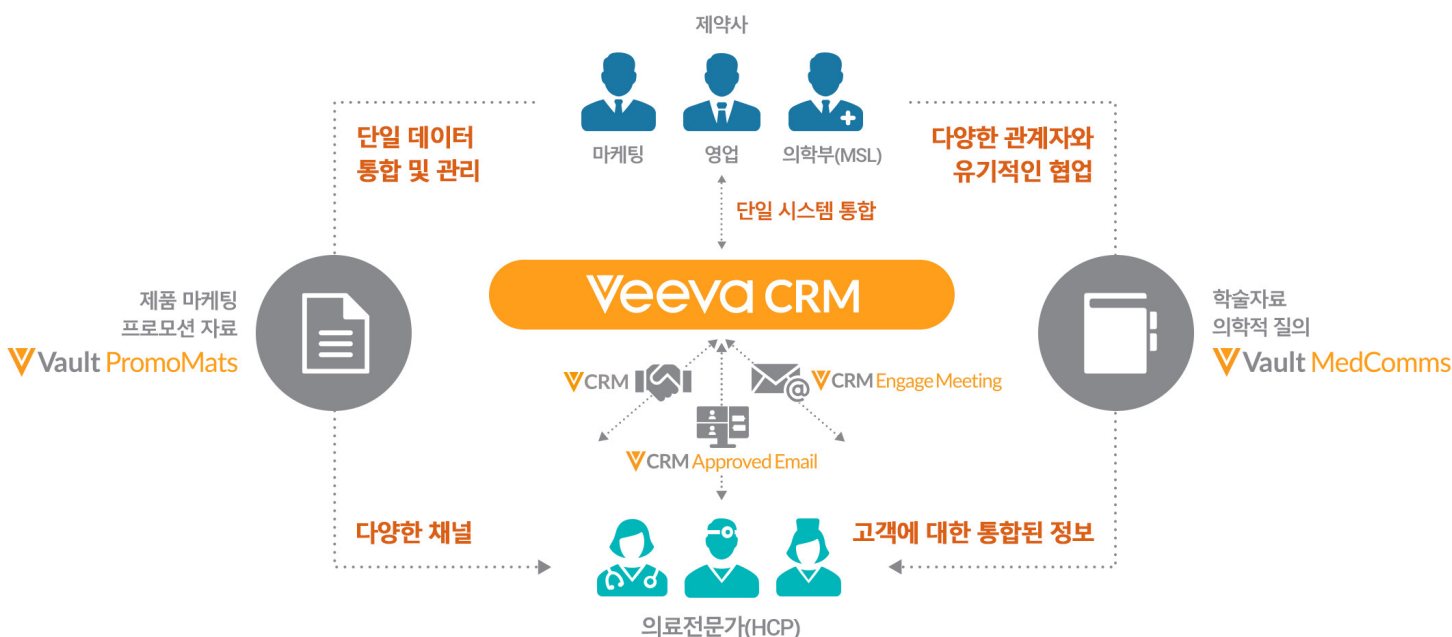 제약사
마케팅
영업
의학부(MSL)
단일 데이터
통합 및 관리
다양한 관계자와
유기적인 협업
단일 시스템 통합
Veeva CRM
제품 마케팅
프로모션 자료
Vault PromoMats
학술자료
의학적 질의
Vault MedComms
CRM
@
CRM Engage Meeting
CRM Approved Email
다양한 채널
고객에 대한 통합된 정보
의료전문가(HCP)